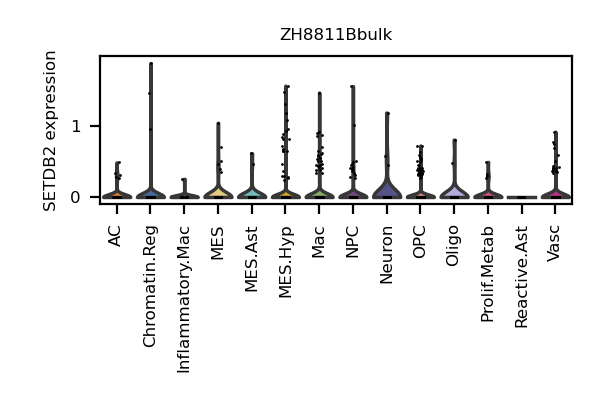 ZH8811Bbulk
SETDB2 expression
1
0
AC
Chromatin.Reg
Inflammatory.Mac
MES
MES.Ast
MES.Hyp
Mac
NPC
Neuron
OPC
Oligo
Prolif.Metab
Reactive.Ast
Vasc